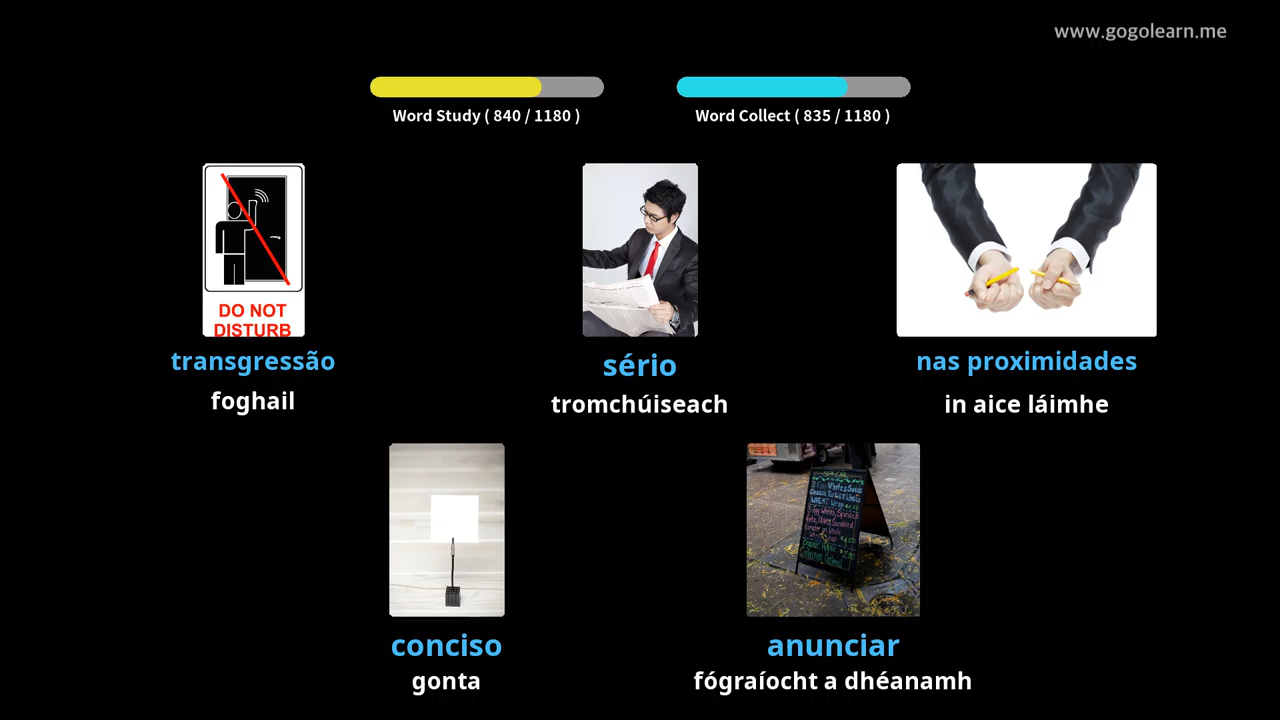 www.gogolearn.me
Word Study ( 840 / 1180 )
Word Collect ( 835 / 1180 )
DO NOT
DISTURB
transgressão
foghail
sério
tromchúiseach
nas proximidades
in aice láimhe
conciso
gonta
anunciar
fógraíocht a dhéanamh